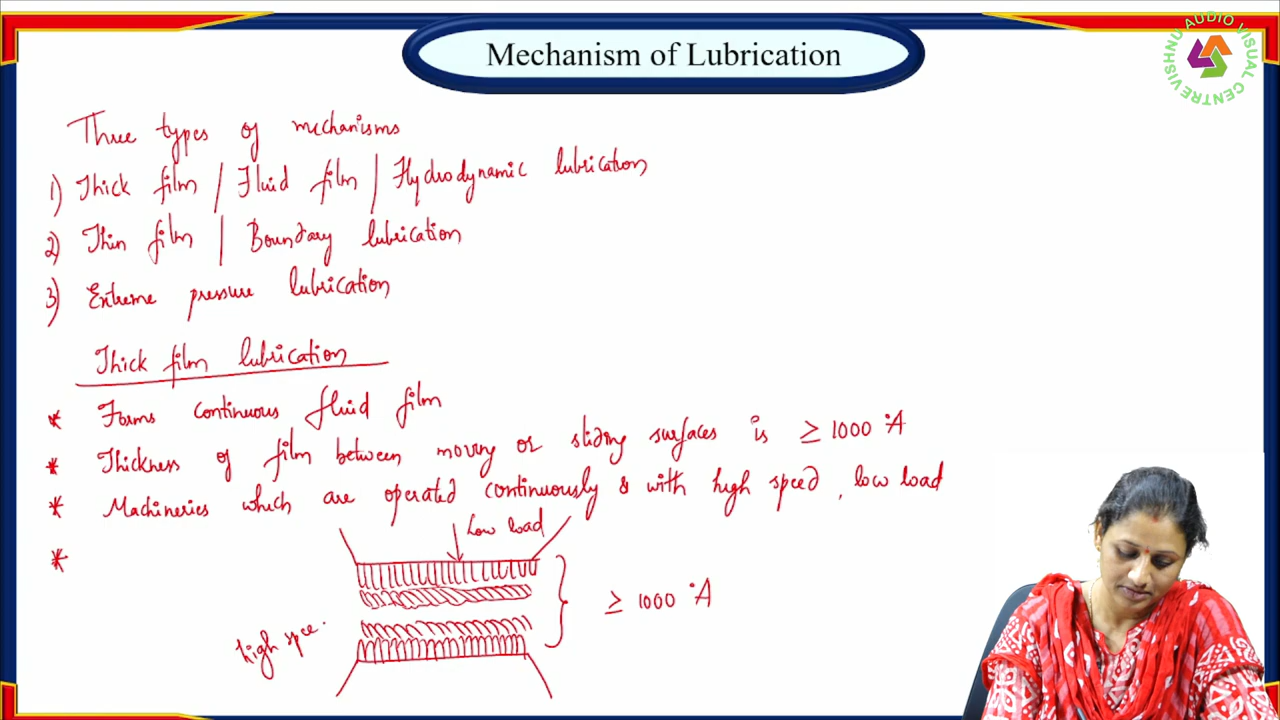 Mechanism of Lubrication
VISHNU AUDIO VISUAL CENTRE
Three types of mechanisms
1) Thick film / Fluid film / Hydrodynamic lubrication
2) Thin film / Boundary lubrication
3) Extreme pressure lubrication
Thick film lubrication
* Forms continuous fluid film
* Thickness of film between moving or sliding surfaces is ≥ 1000 °A
* Machineries which are operated continuously & with high speed, low load
Low load
*
≥ 1000 °A
high spee.